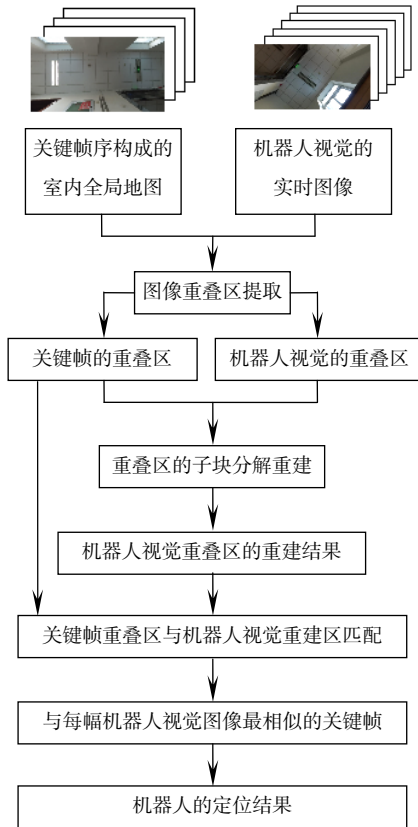 关键帧序构成的
室内全局地图
机器人视觉的
实时图像
图像重叠区提取
关键帧的重叠区
机器人视觉的重叠区
重叠区的子块分解重建
机器人视觉重叠区的重建结果
关键帧重叠区与机器人视觉重建区匹配
与每幅机器人视觉图像最相似的关键帧
机器人的定位结果